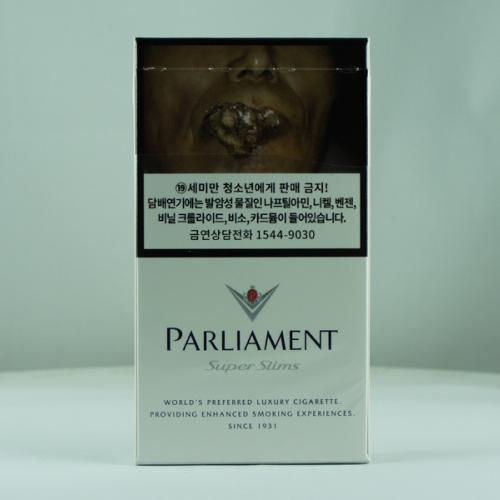 ⑲세미만 청소년에게 판매 금지!
담배연기에는 발암성 물질인 나프틸아민, 니켈, 벤젠,
비닐 크롤라이드, 비소, 카드뮴이 들어있습니다.
금연상담전화 1544-9030
PARLIAMENT
Super Slims
WORLD'S PREFERRED LUXURY CIGARETTE.
PROVIDING ENHANCED SMOKING EXPERIENCES.
SINCE 1931